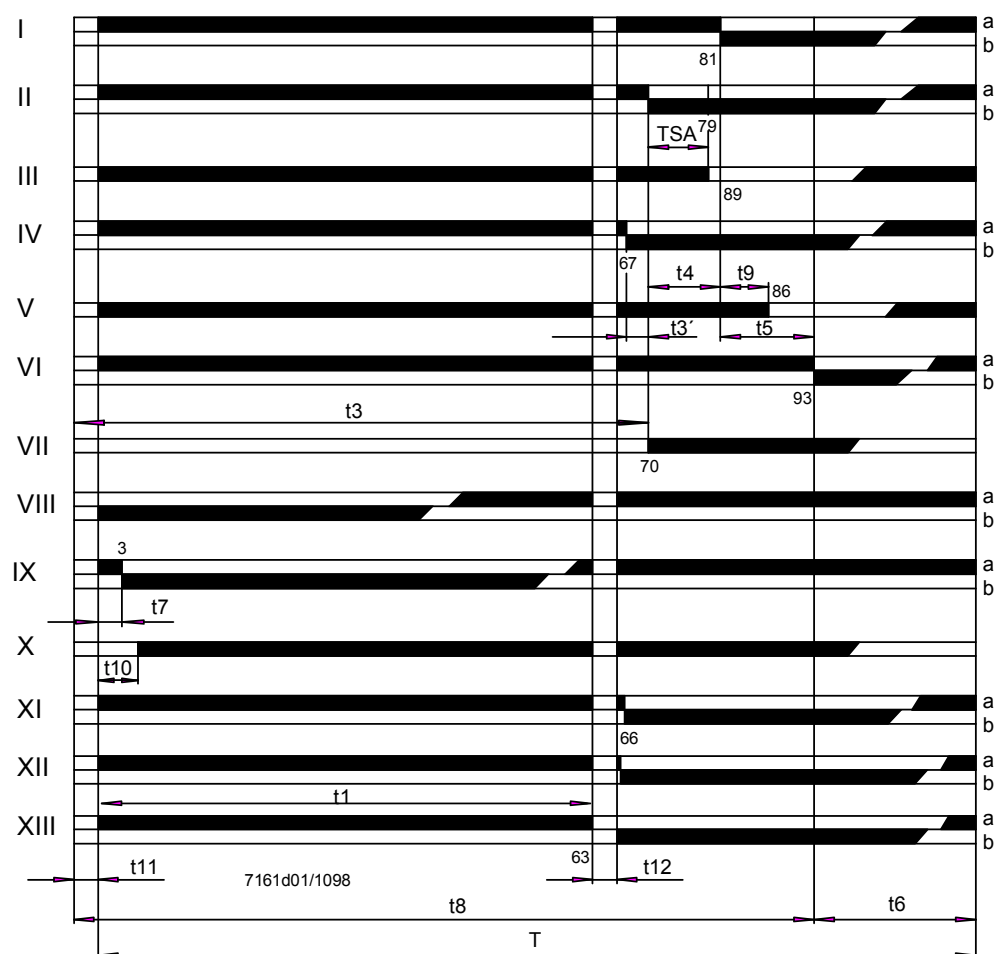 I
a
b
81
II
a
b
TSA
79
III
89
IV
a
b
67
t4
t9
86
V
t3´
t5
VI
a
b
93
t3
VII
70
VIII
a
b
3
IX
a
b
t7
X
t10
XI
a
b
66
XII
a
b
t1
XIII
a
b
63
t11
7161d01/1098
t12
t8
t6
T